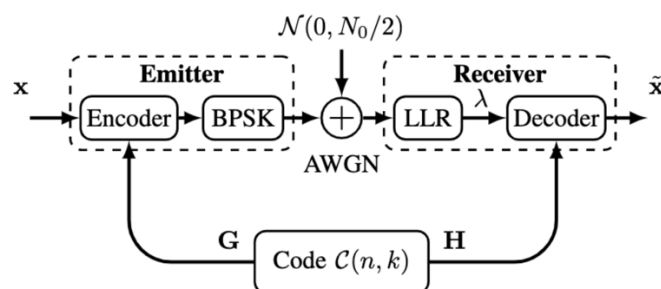 𝒩(0, N₀/2)
Emitter
Receiver
x
Encoder
BPSK
+
LLR
λ
Decoder
x̃
AWGN
G
Code 𝒞(n, k)
H